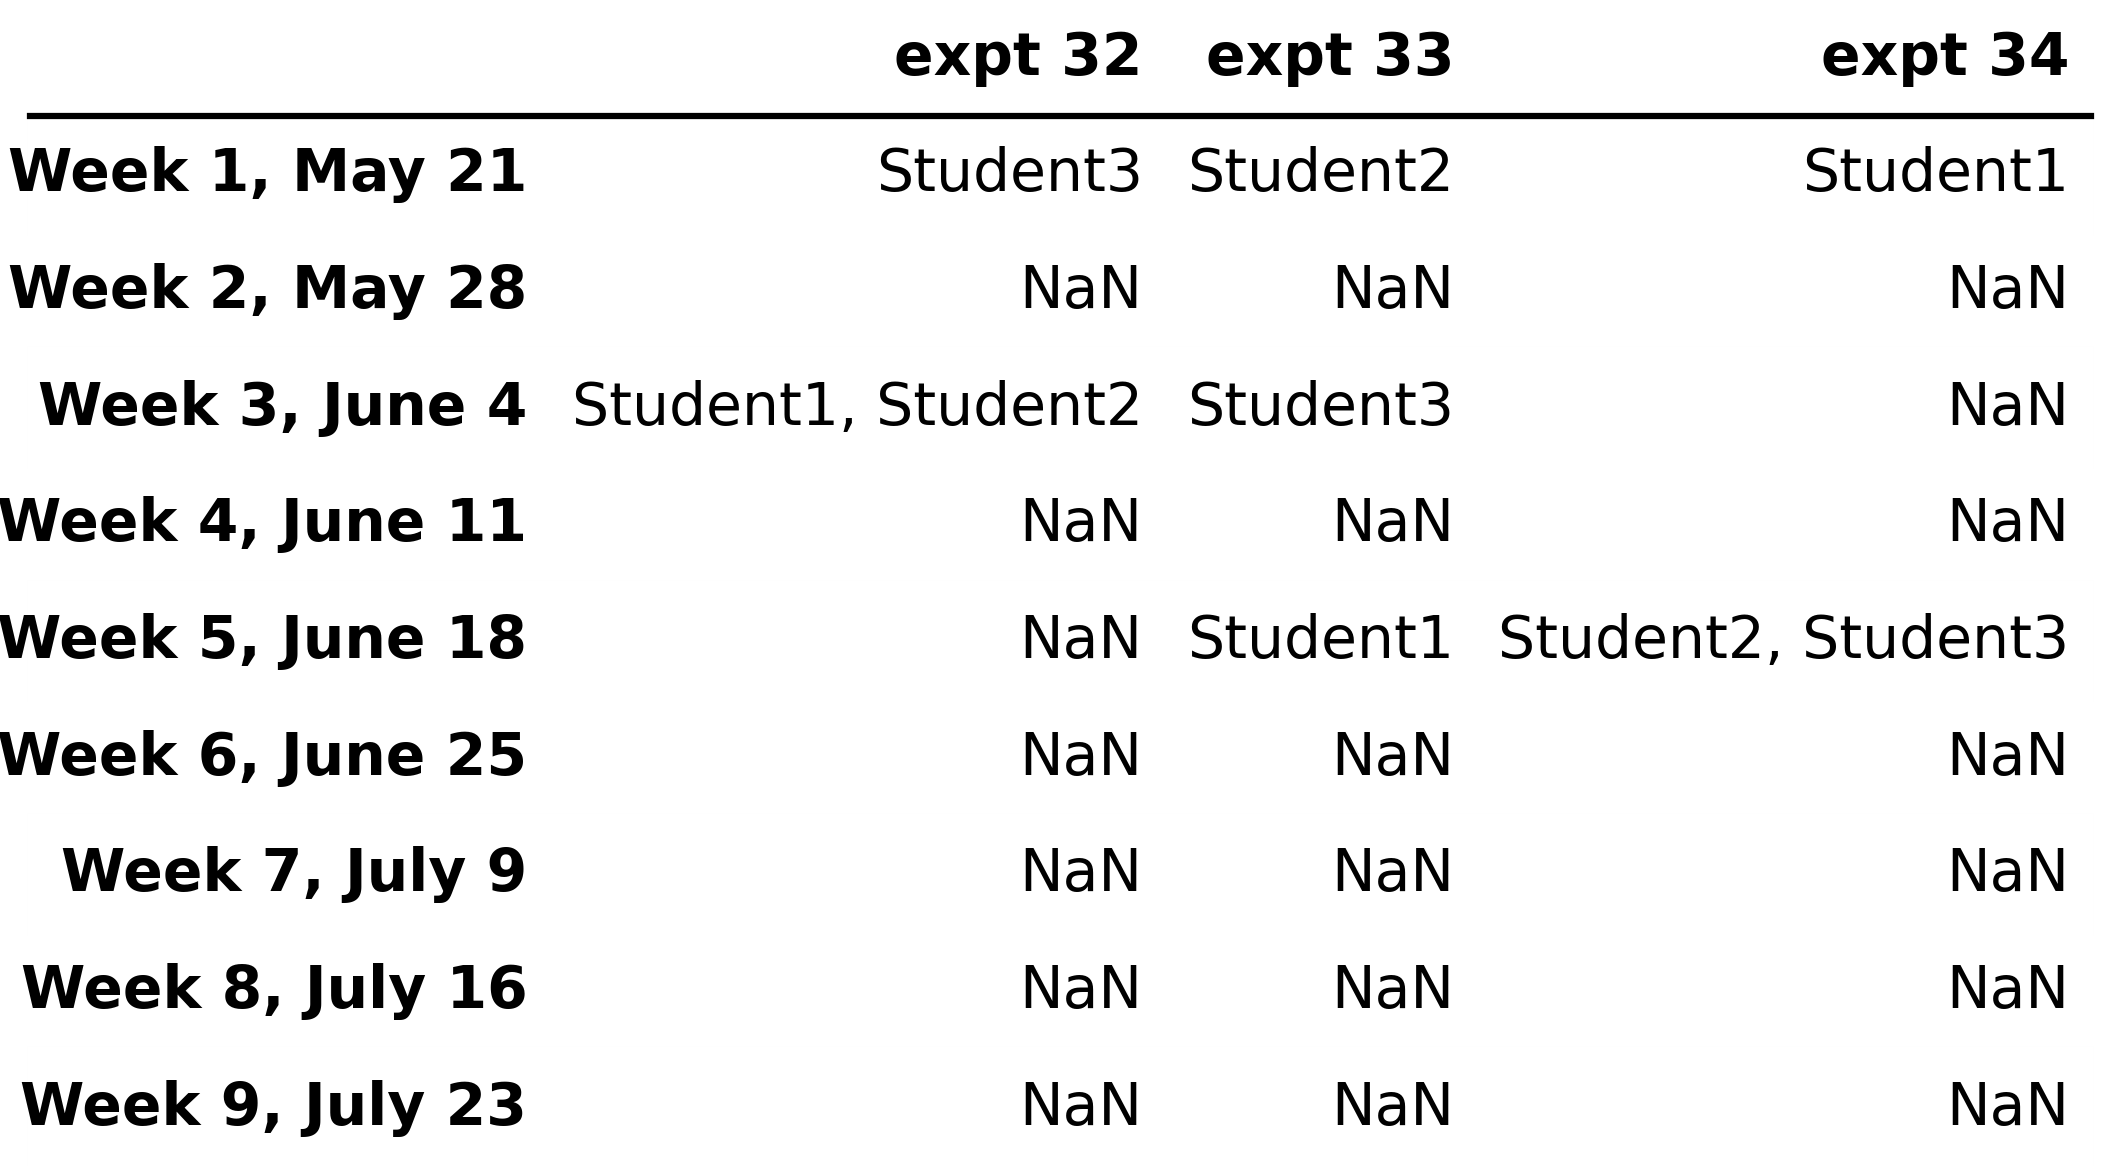 expt 32 expt 33 expt 34
Week 1, May 21 Student3 Student2 Student1
Week 2, May 28 NaN NaN NaN
Week 3, June 4 Student1, Student2 Student3 NaN
Week 4, June 11 NaN NaN NaN
Week 5, June 18 NaN Student1 Student2, Student3
Week 6, June 25 NaN NaN NaN
Week 7, July 9 NaN NaN NaN
Week 8, July 16 NaN NaN NaN
Week 9, July 23 NaN NaN NaN